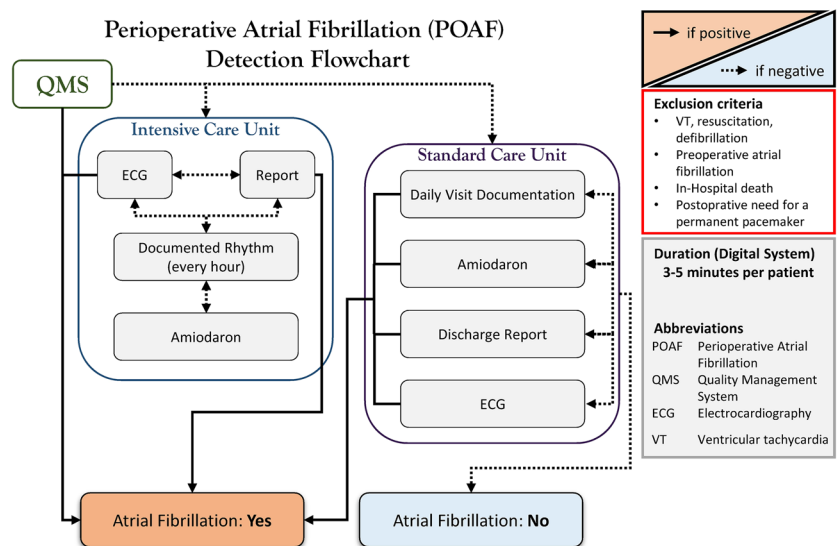 Perioperative Atrial Fibrillation (POAF)
Detection Flowchart
QMS
Intensive Care Unit
ECG
Report
Documented Rhythm
(every hour)
Amiodaron
Standard Care Unit
Daily Visit Documentation
Amiodaron
Discharge Report
ECG
Atrial Fibrillation: Yes
Atrial Fibrillation: No
if positive
if negative
Exclusion criteria
• VT, resuscitation,
defibrillation
• Preoperative atrial
fibrillation
• In-Hospital death
• Postoprative need for a
permanent pacemaker
Duration (Digital System)
3-5 minutes per patient
Abbreviations
POAF Perioperative Atrial
Fibrillation
QMS Quality Management
System
ECG Electrocardiography
VT Ventricular tachycardia